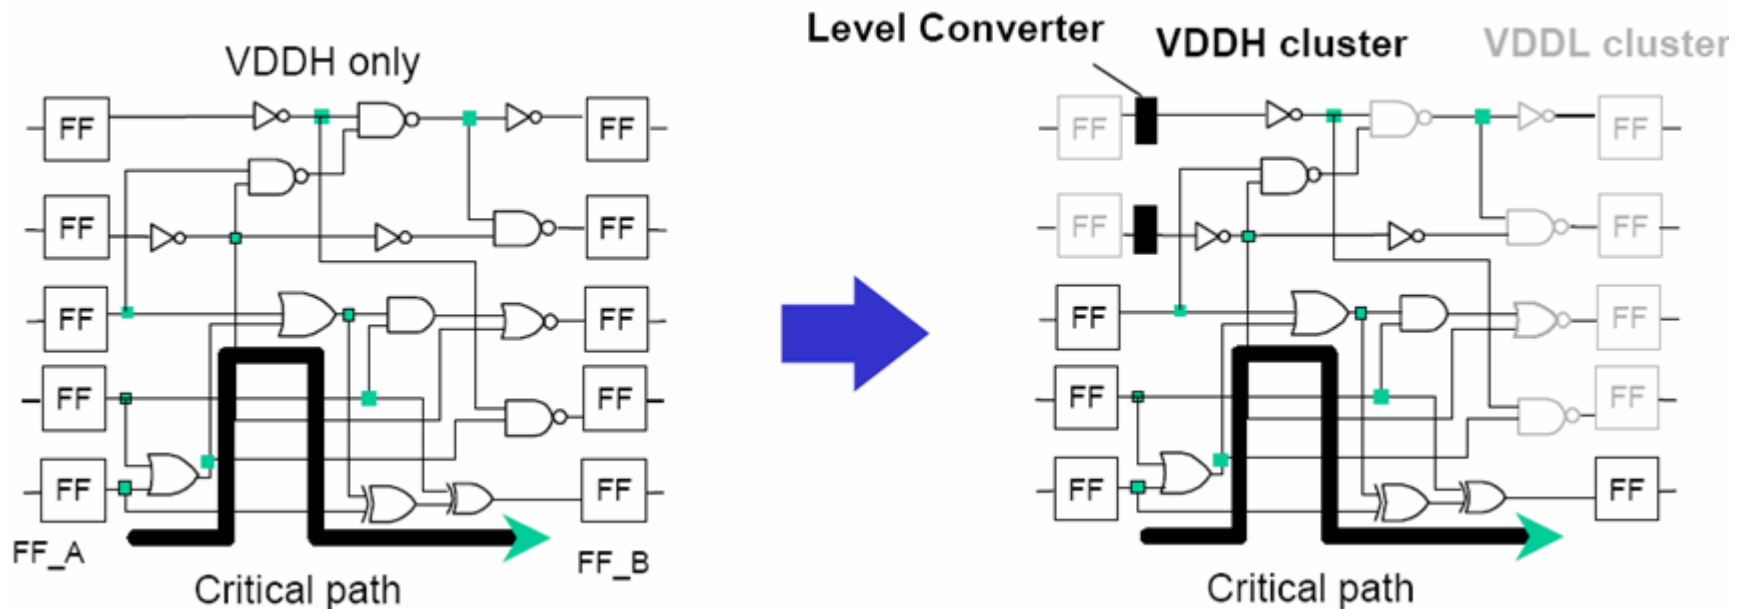 Level Converter
VDDH cluster
VDDL cluster
VDDH only
FF FF FF FF
FF FF FF FF
FF FF FF FF
FF FF FF FF
FF FF FF FF
FF_A
FF_B
Critical path
Critical path